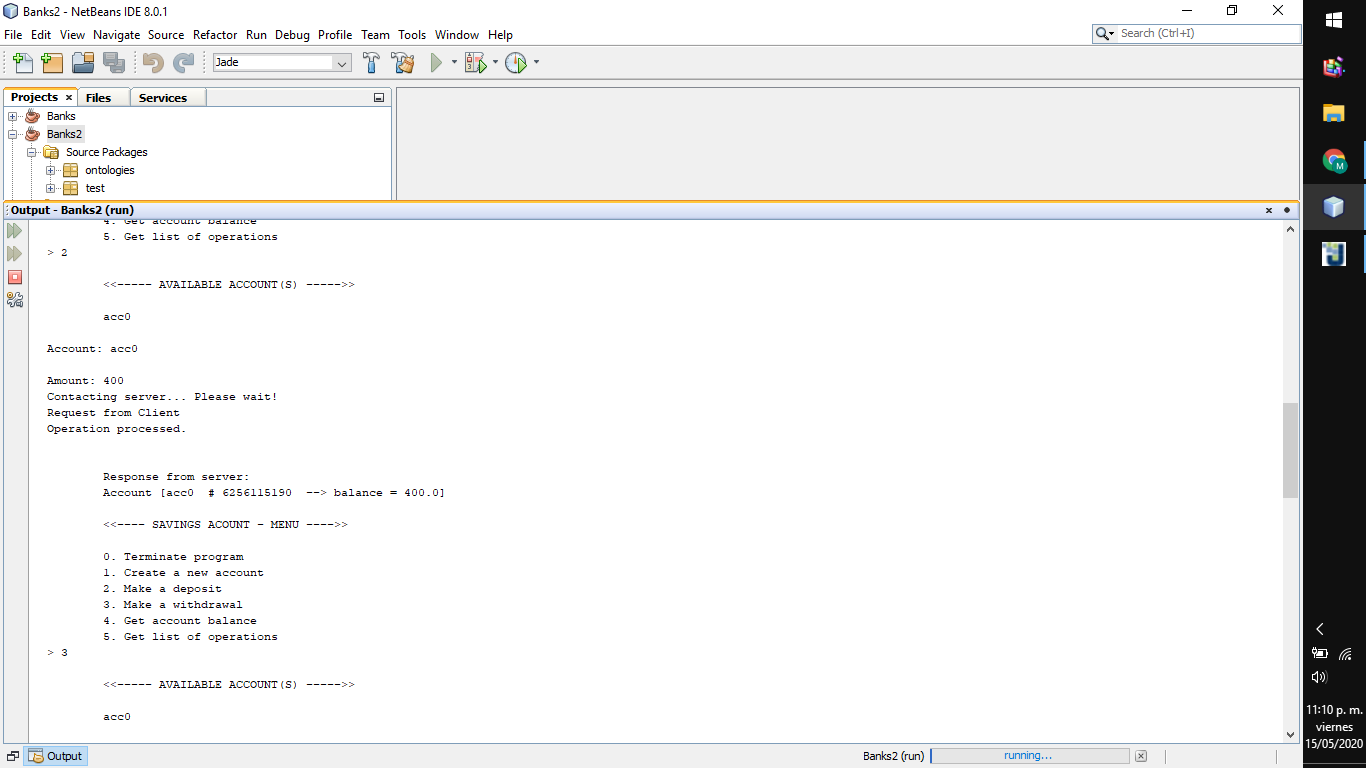 Banks2 - NetBeans IDE 8.0.1
File Edit View Navigate Source Refactor Run Debug Profile Team Tools Window Help
Search (Ctrl+I)
Jade
Projects Files Services
Banks
Banks2
Source Packages
ontologies
test
Output - Banks2 (run)
4. Get account balance
5. Get list of operations
> 2
<<----- AVAILABLE ACCOUNT(S) ----->>
acc0
Account: acc0
Amount: 400
Contacting server... Please wait!
Request from Client
Operation processed.
Response from server:
Account [acc0 # 6256115190 --> balance = 400.0]
<<---- SAVINGS ACOUNT - MENU ---->>
0. Terminate program
1. Create a new account
2. Make a deposit
3. Make a withdrawal
4. Get account balance
5. Get list of operations
> 3
<<----- AVAILABLE ACCOUNT(S) ----->>
acc0
Output
Banks2 (run)
running...
M
J
11:10 p. m.
viernes
15/05/2020